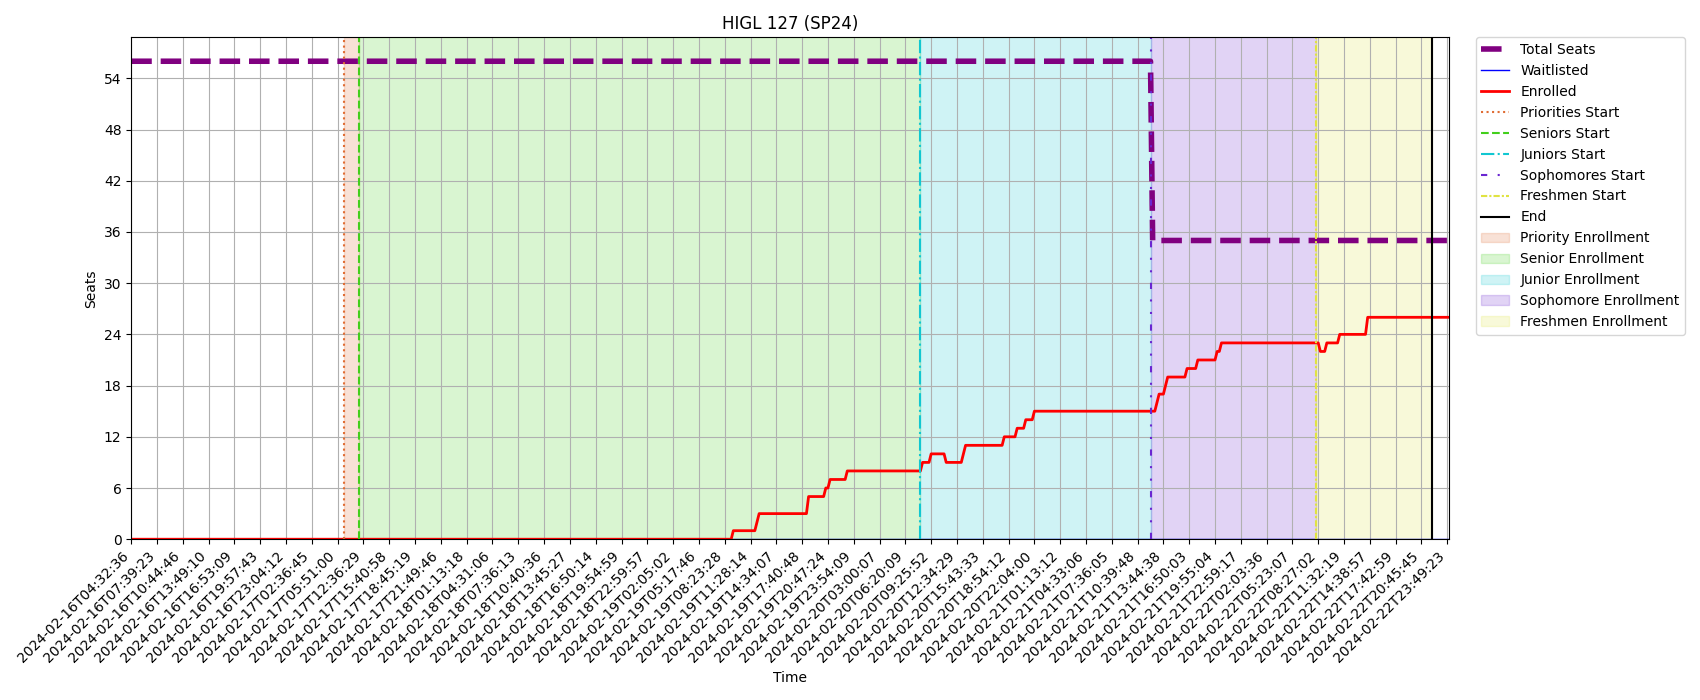 HIGL 127 (SP24)
Total Seats
Waitlisted
Enrolled
Priorities Start
Seniors Start
Juniors Start
Sophomores Start
Freshmen Start
End
Priority Enrollment
Senior Enrollment
Junior Enrollment
Sophomore Enrollment
Freshmen Enrollment
Seats
54
48
42
36
30
24
18
12
6
0
2024-02-16T04:32:36
2024-02-16T07:39:23
2024-02-16T10:44:46
2024-02-16T13:49:10
2024-02-16T16:53:09
2024-02-16T19:57:43
2024-02-16T23:04:12
2024-02-17T02:36:45
2024-02-17T05:51:00
2024-02-17T12:36:29
2024-02-17T15:40:58
2024-02-17T18:45:19
2024-02-17T21:49:46
2024-02-18T01:13:18
2024-02-18T04:31:06
2024-02-18T07:36:13
2024-02-18T10:40:36
2024-02-18T13:45:27
2024-02-18T16:50:14
2024-02-18T19:54:59
2024-02-18T22:59:57
2024-02-19T02:05:02
2024-02-19T05:17:46
2024-02-19T08:23:28
2024-02-19T11:28:14
2024-02-19T14:34:07
2024-02-19T17:40:48
2024-02-19T20:47:24
2024-02-19T23:54:09
2024-02-20T03:00:07
2024-02-20T06:20:09
2024-02-20T09:25:52
2024-02-20T12:34:29
2024-02-20T15:43:33
2024-02-20T18:54:12
2024-02-20T22:04:00
2024-02-21T01:13:12
2024-02-21T04:33:06
2024-02-21T07:36:05
2024-02-21T10:39:48
2024-02-21T13:44:38
2024-02-21T16:50:03
2024-02-21T19:55:04
2024-02-21T22:59:17
2024-02-22T02:03:36
2024-02-22T05:23:07
2024-02-22T08:27:02
2024-02-22T11:32:19
2024-02-22T14:38:57
2024-02-22T17:42:59
2024-02-22T20:45:45
2024-02-22T23:49:23
Time